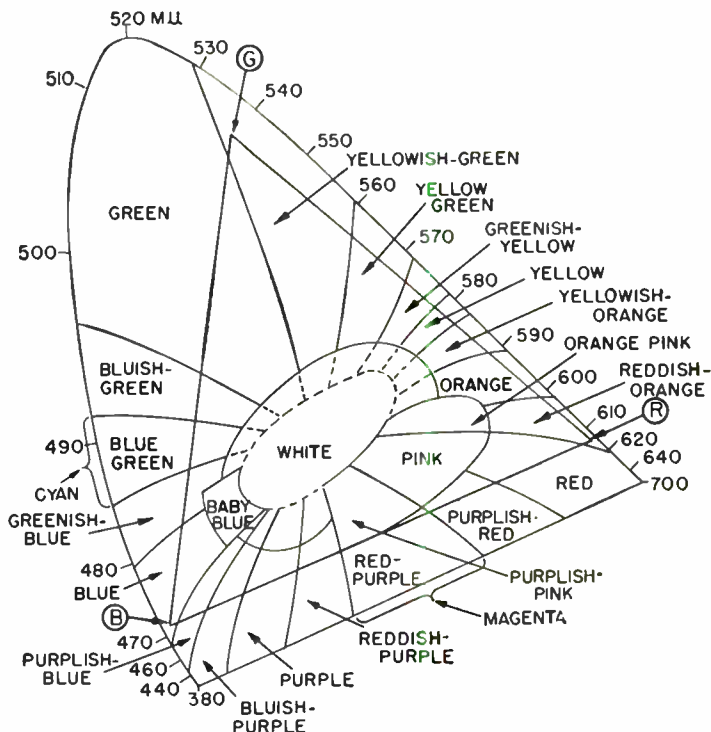 520 Mμ
530
G
510
540
550
YELLOWISH-GREEN
560
YELLOW
GREEN
GREEN
570
GREENISH-
YELLOW
500
580
YELLOW
YELLOWISH-
ORANGE
590
ORANGE PINK
BLUISH-
GREEN
ORANGE
600
REDDISH-
ORANGE
610
R
490
BLUE
GREEN
WHITE
PINK
620
640
RED
700
CYAN
BABY
BLUE
GREENISH-
BLUE
PURPLISH-
RED
480
RED-
PURPLE
PURPLISH-
PINK
BLUE
B
MAGENTA
470
REDDISH-
PURPLE
PURPLISH-
BLUE
460
PURPLE
440
380
BLUISH-
PURPLE